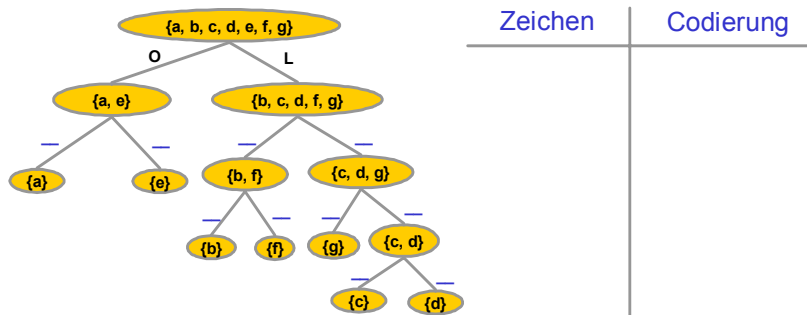 {a, b, c, d, e, f, g}
Zeichen Codierung
O L
{a, e} {b, c, d, f, g}
{a} {e} {b, f} {c, d, g}
{b} {f} {g} {c, d}
{c} {d}